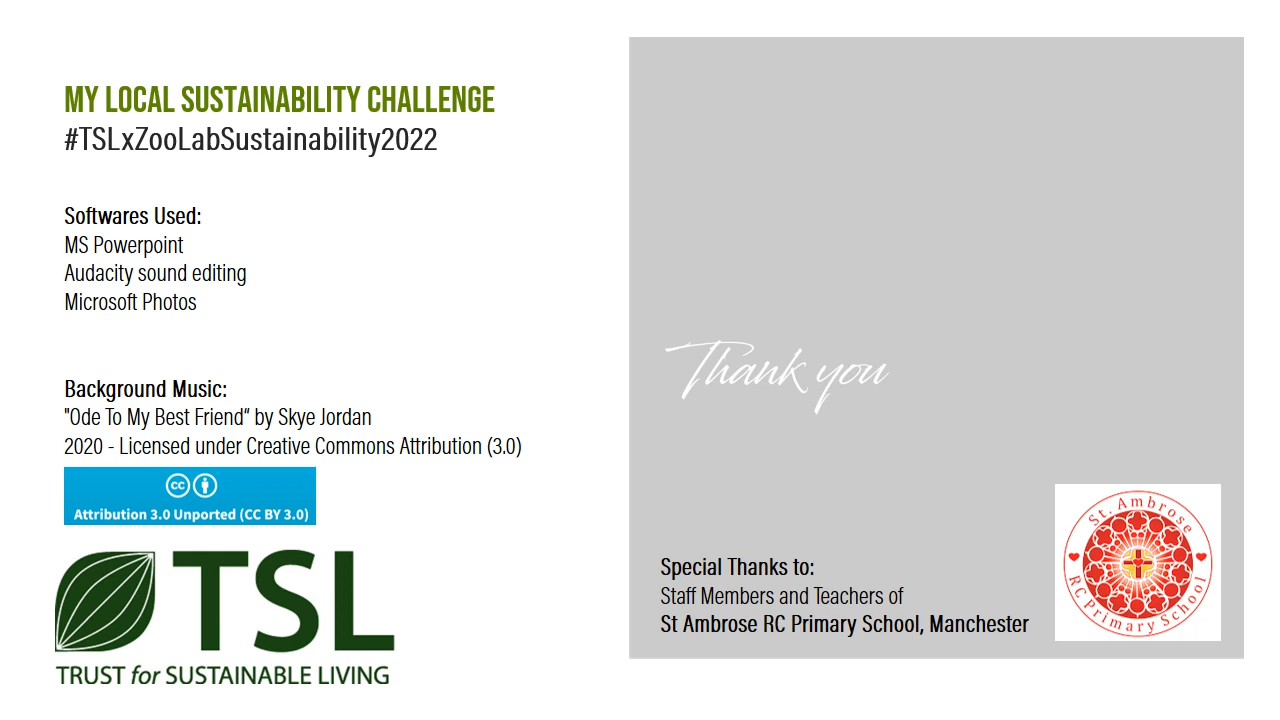 MY LOCAL SUSTAINABILITY CHALLENGE
#TSLxZooLabSustainability2022
Softwares Used:
MS Powerpoint
Audacity sound editing
Microsoft Photos
Background Music:
"Ode To My Best Friend“ by Skye Jordan
2020 - Licensed under Creative Commons Attribution (3.0)
cc
Attribution 3.0 Unported (CC BY 3.0)
TSL
TRUST for SUSTAINABLE LIVING
Thank you
Special Thanks to:
Staff Members and Teachers of
St Ambrose RC Primary School, Manchester
St. Ambrose
RC Primary School